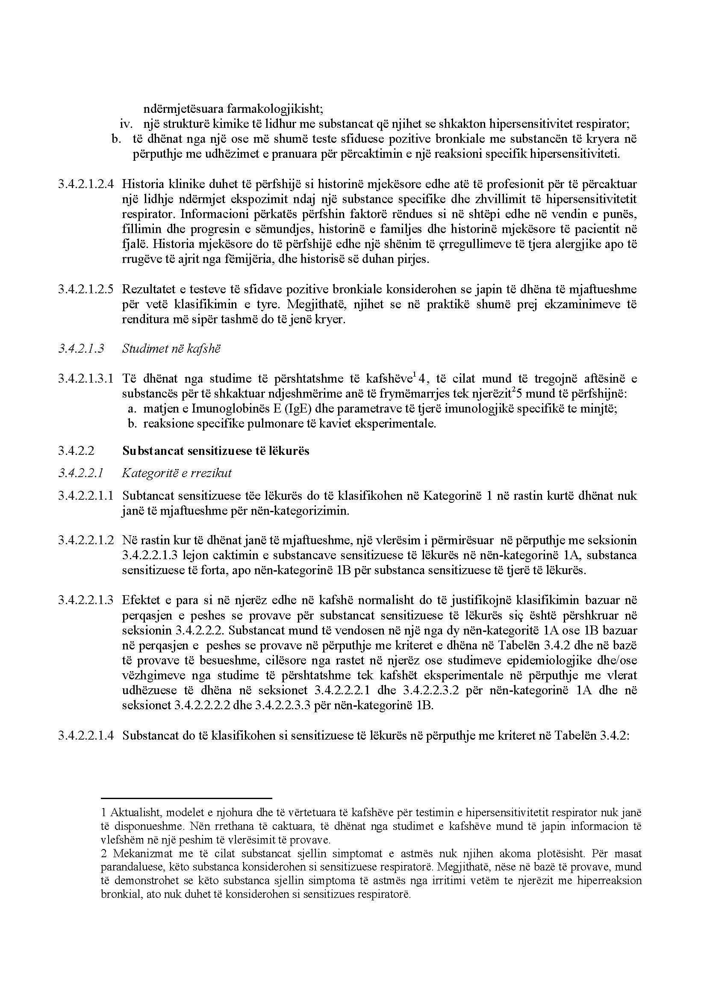 ndërmjetësuara farmakologjikisht;
iv. një strukturë kimike të lidhur me substancat që njihet se shkakton hipersensitivitet respirator;
b. të dhënat nga një ose më shumë teste sfiduese pozitive bronkiale me substancën të kryera në
përputhje me udhëzimet e pranuara për përcaktimin e një reaksioni specifik hipersensitiviteti.
3.4.2.1.2.4 Historia klinike duhet të përfshijë si historinë mjekësore edhe atë të profesionit për të përcaktuar
një lidhje ndërmjet ekspozimit ndaj një substance specifike dhe zhvillimit të hipersensitivitetit
respirator. Informacioni përkatës përfshin faktorë rëndues si në shtëpi edhe në vendin e punës,
fillimin dhe progresin e sëmundjes, historinë e familjes dhe historinë mjekësore të pacientit në
fjalë. Historia mjekësore do të përfshijë edhe një shënim të çrregullimeve të tjera alergjike apo të
rrugëve të ajrit nga fëmijëria, dhe historisë së duhan pirjes.
3.4.2.1.2.5 Rezultatet e testeve të sfidave pozitive bronkiale konsiderohen se japin të dhëna të mjaftueshme
për vetë klasifikimin e tyre. Megjithatë, njihet se në praktikë shumë prej ekzaminimeve të
renditura më sipër tashmë do të jenë kryer.
3.4.2.1.3 Studimet në kafshë
3.4.2.1.3.1 Të dhënat nga studime të përshtatshme të kafshëve¹ 4, të cilat mund të tregojnë aftësinë e
substancës për të shkaktuar ndjeshmërime anë të frymëmarrjes tek njerëzit²5 mund të përfshijnë:
a. matjen e Imunoglobinës E (IgE) dhe parametrave të tjerë imunologjikë specifikë te minjtë;
b. reaksione specifike pulmonare të kaviet eksperimentale.
3.4.2.2 Substancat sensitizuese të lëkurës
3.4.2.2.1 Kategoritë e rrezikut
3.4.2.2.1.1 Subtancat sensitizuese tëe lëkurës do të klasifikohen në Kategorinë 1 në rastin kurtë dhënat nuk
janë të mjaftueshme për nën-kategorizimin.
3.4.2.2.1.2 Në rastin kur të dhënat janë të mjaftueshme, një vlerësim i përmirësuar në përputhje me seksionin
3.4.2.2.1.3 lejon caktimin e substancave sensitizuese të lëkurës në nën-kategorinë 1A, substanca
sensitizuese të forta, apo nën-kategorinë 1B për substanca sensitizuese të tjerë të lëkurës.
3.4.2.2.1.3 Efektet e para si në njerëz edhe në kafshë normalisht do të justifikojnë klasifikimin bazuar në
perqasjen e peshes se provave për substancat sensitizuese të lëkurës siç është përshkruar në
seksionin 3.4.2.2.2. Substancat mund të vendosen në një nga dy nën-kategoritë 1A ose 1B bazuar
në perqasjen e peshes se provave në përputhje me kriteret e dhëna në Tabelën 3.4.2 dhe në bazë
të provave të besueshme, cilësore nga rastet në njerëz ose studimeve epidemiologjike dhe/ose
vëzhgimeve nga studime të përshtatshme tek kafshët eksperimentale në përputhje me vlerat
udhëzuese të dhëna në seksionet 3.4.2.2.2.1 dhe 3.4.2.2.3.2 për nën-kategorinë 1A dhe në
seksionet 3.4.2.2.2.2 dhe 3.4.2.2.3.3 për nën-kategorinë 1B.
3.4.2.2.1.4 Substancat do të klasifikohen si sensitizuese të lëkurës në përputhje me kriteret në Tabelën 3.4.2:
1 Aktualisht, modelet e njohura dhe të vërtetuara të kafshëve për testimin e hipersensitivitetit respirator nuk janë
të disponueshme. Nën rrethana të caktuara, të dhënat nga studimet e kafshëve mund të japin informacion të
vlefshëm në një peshim të vlerësimit të provave.
2 Mekanizmat me të cilat substancat sjellin simptomat e astmës nuk njihen akoma plotësisht. Për masat
parandaluese, këto substanca konsiderohen si sensitizuese respiratorë. Megjithatë, nëse në bazë të provave, mund
të demonstrohet se këto substanca sjellin simptoma të astmës nga irritimi vetëm te njerëzit me hiperreaksion
bronkial, ato nuk duhet të konsiderohen si sensitizues respiratorë.